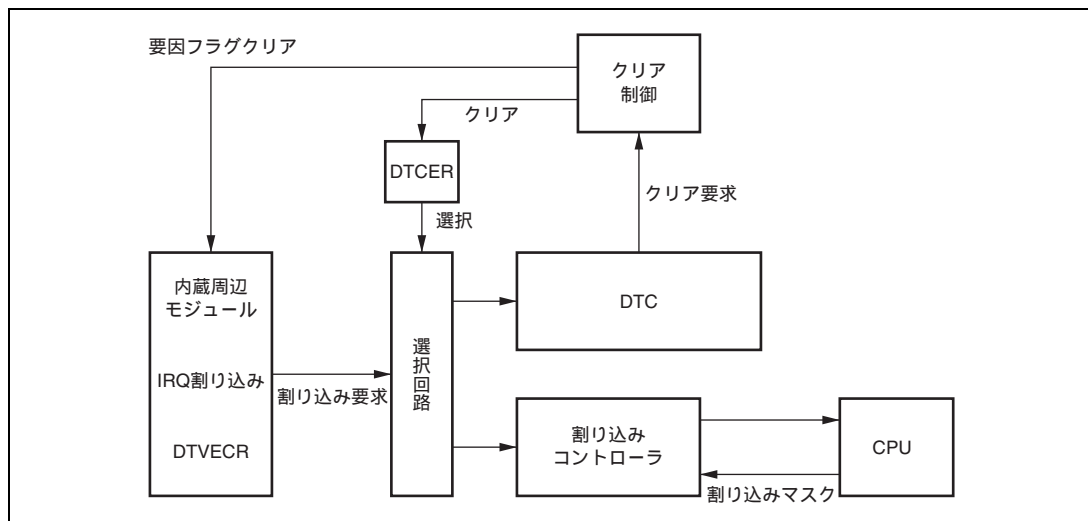 要因フラグクリア
クリア
制御
クリア
DTCER
クリア要求
選択
内蔵周辺
モジュール
DTC
選択回路
IRQ割り込み
割り込み要求
割り込み
コントローラ
CPU
DTVECR
割り込みマスク